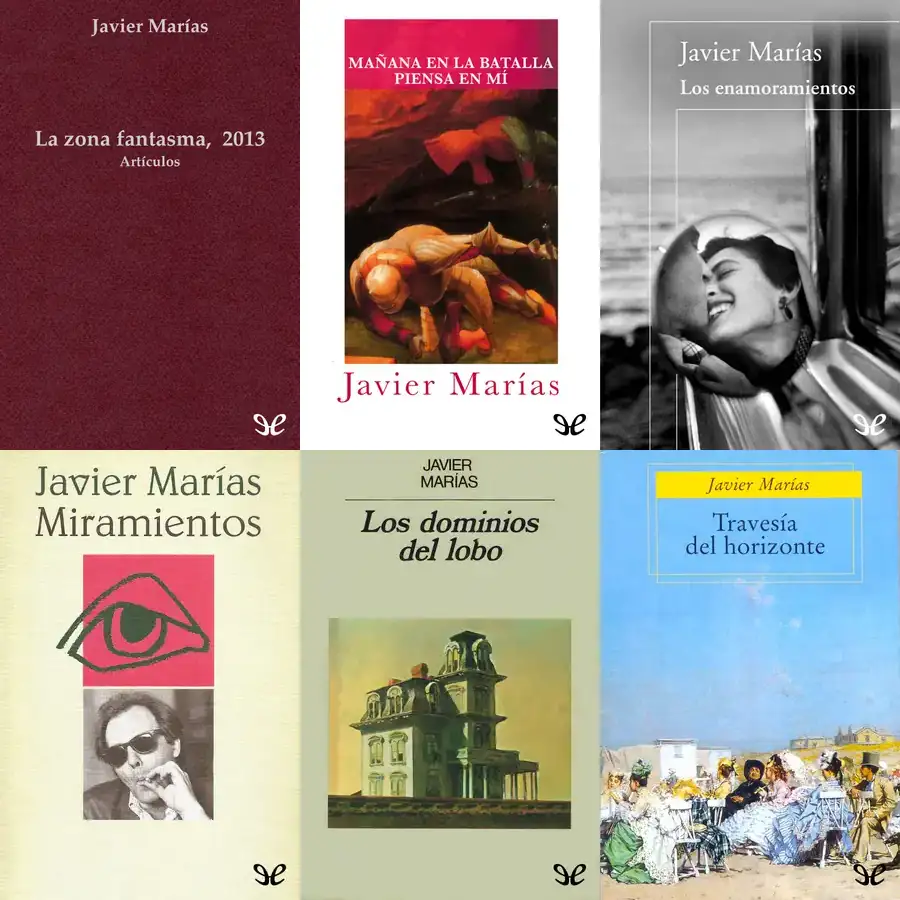 Javier Marías
La zona fantasma, 2013
Artículos
MAÑANA EN LA BATALLA
PIENSA EN MÍ
Javier Marías
Javier Marías
Los enamoramientos
Javier Marías
Miramientos
JAVIER
MARÍAS
Los dominios
del lobo
Javier Marías
Travesía
del horizonte